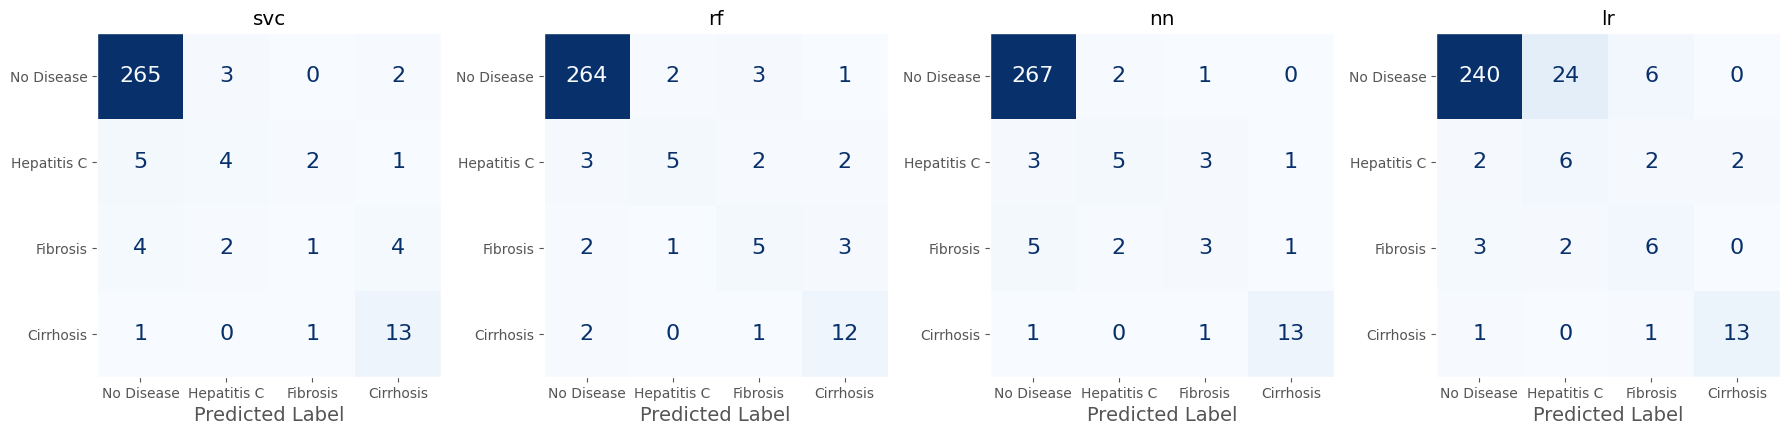 svc rf nn lr
No Disease 265 3 0 2 No Disease 264 2 3 1 No Disease 267 2 1 0 No Disease 240 24 6 0
Hepatitis C 5 4 2 1 Hepatitis C 3 5 2 2 Hepatitis C 3 5 3 1 Hepatitis C 2 6 2 2
Fibrosis 4 2 1 4 Fibrosis 2 1 5 3 Fibrosis 5 2 3 1 Fibrosis 3 2 6 0
Cirrhosis 1 0 1 13 Cirrhosis 2 0 1 12 Cirrhosis 1 0 1 13 Cirrhosis 1 0 1 13
No Disease Hepatitis C Fibrosis Cirrhosis No Disease Hepatitis C Fibrosis Cirrhosis No Disease Hepatitis C Fibrosis Cirrhosis No Disease Hepatitis C Fibrosis Cirrhosis
Predicted Label Predicted Label Predicted Label Predicted Label